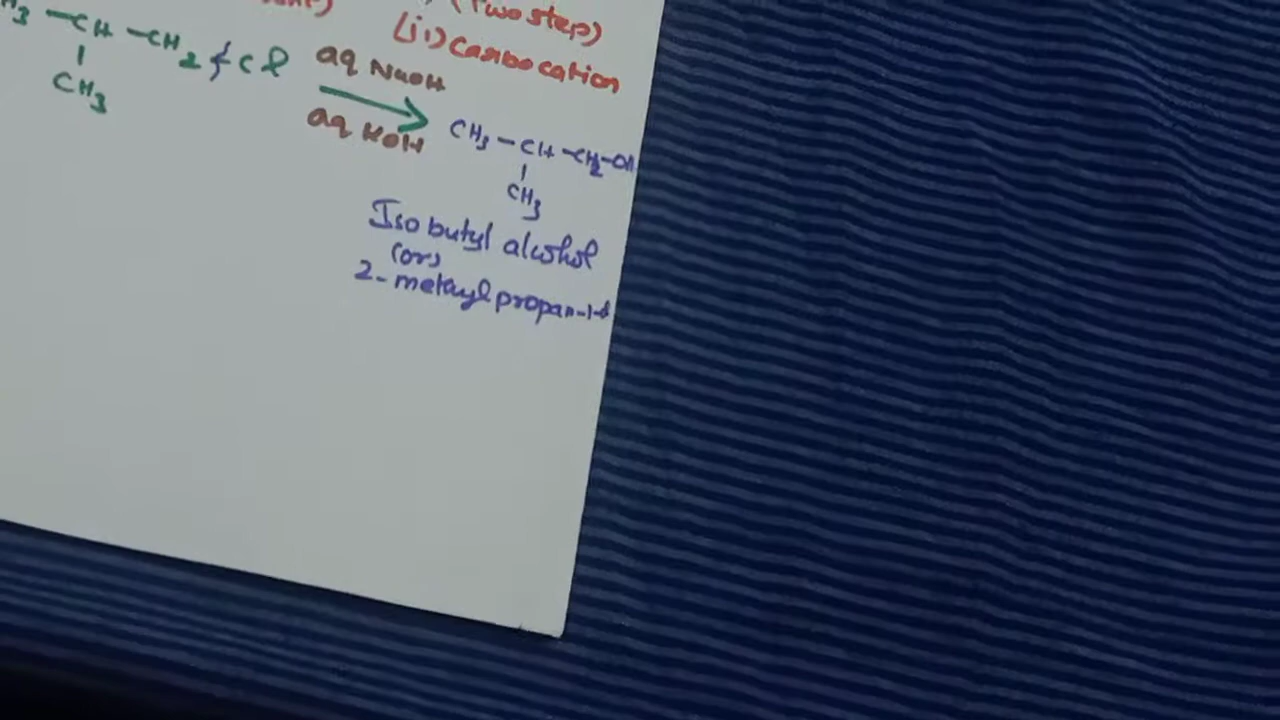 (Two step)
(ii) Carbocation
CH3 – CH – CH2 Cl
CH3
aq NaOH
aq KOH
CH3 – CH – CH2 – OH
CH3
Iso butyl alcohol
(or)
2- methyl propan-1-ol